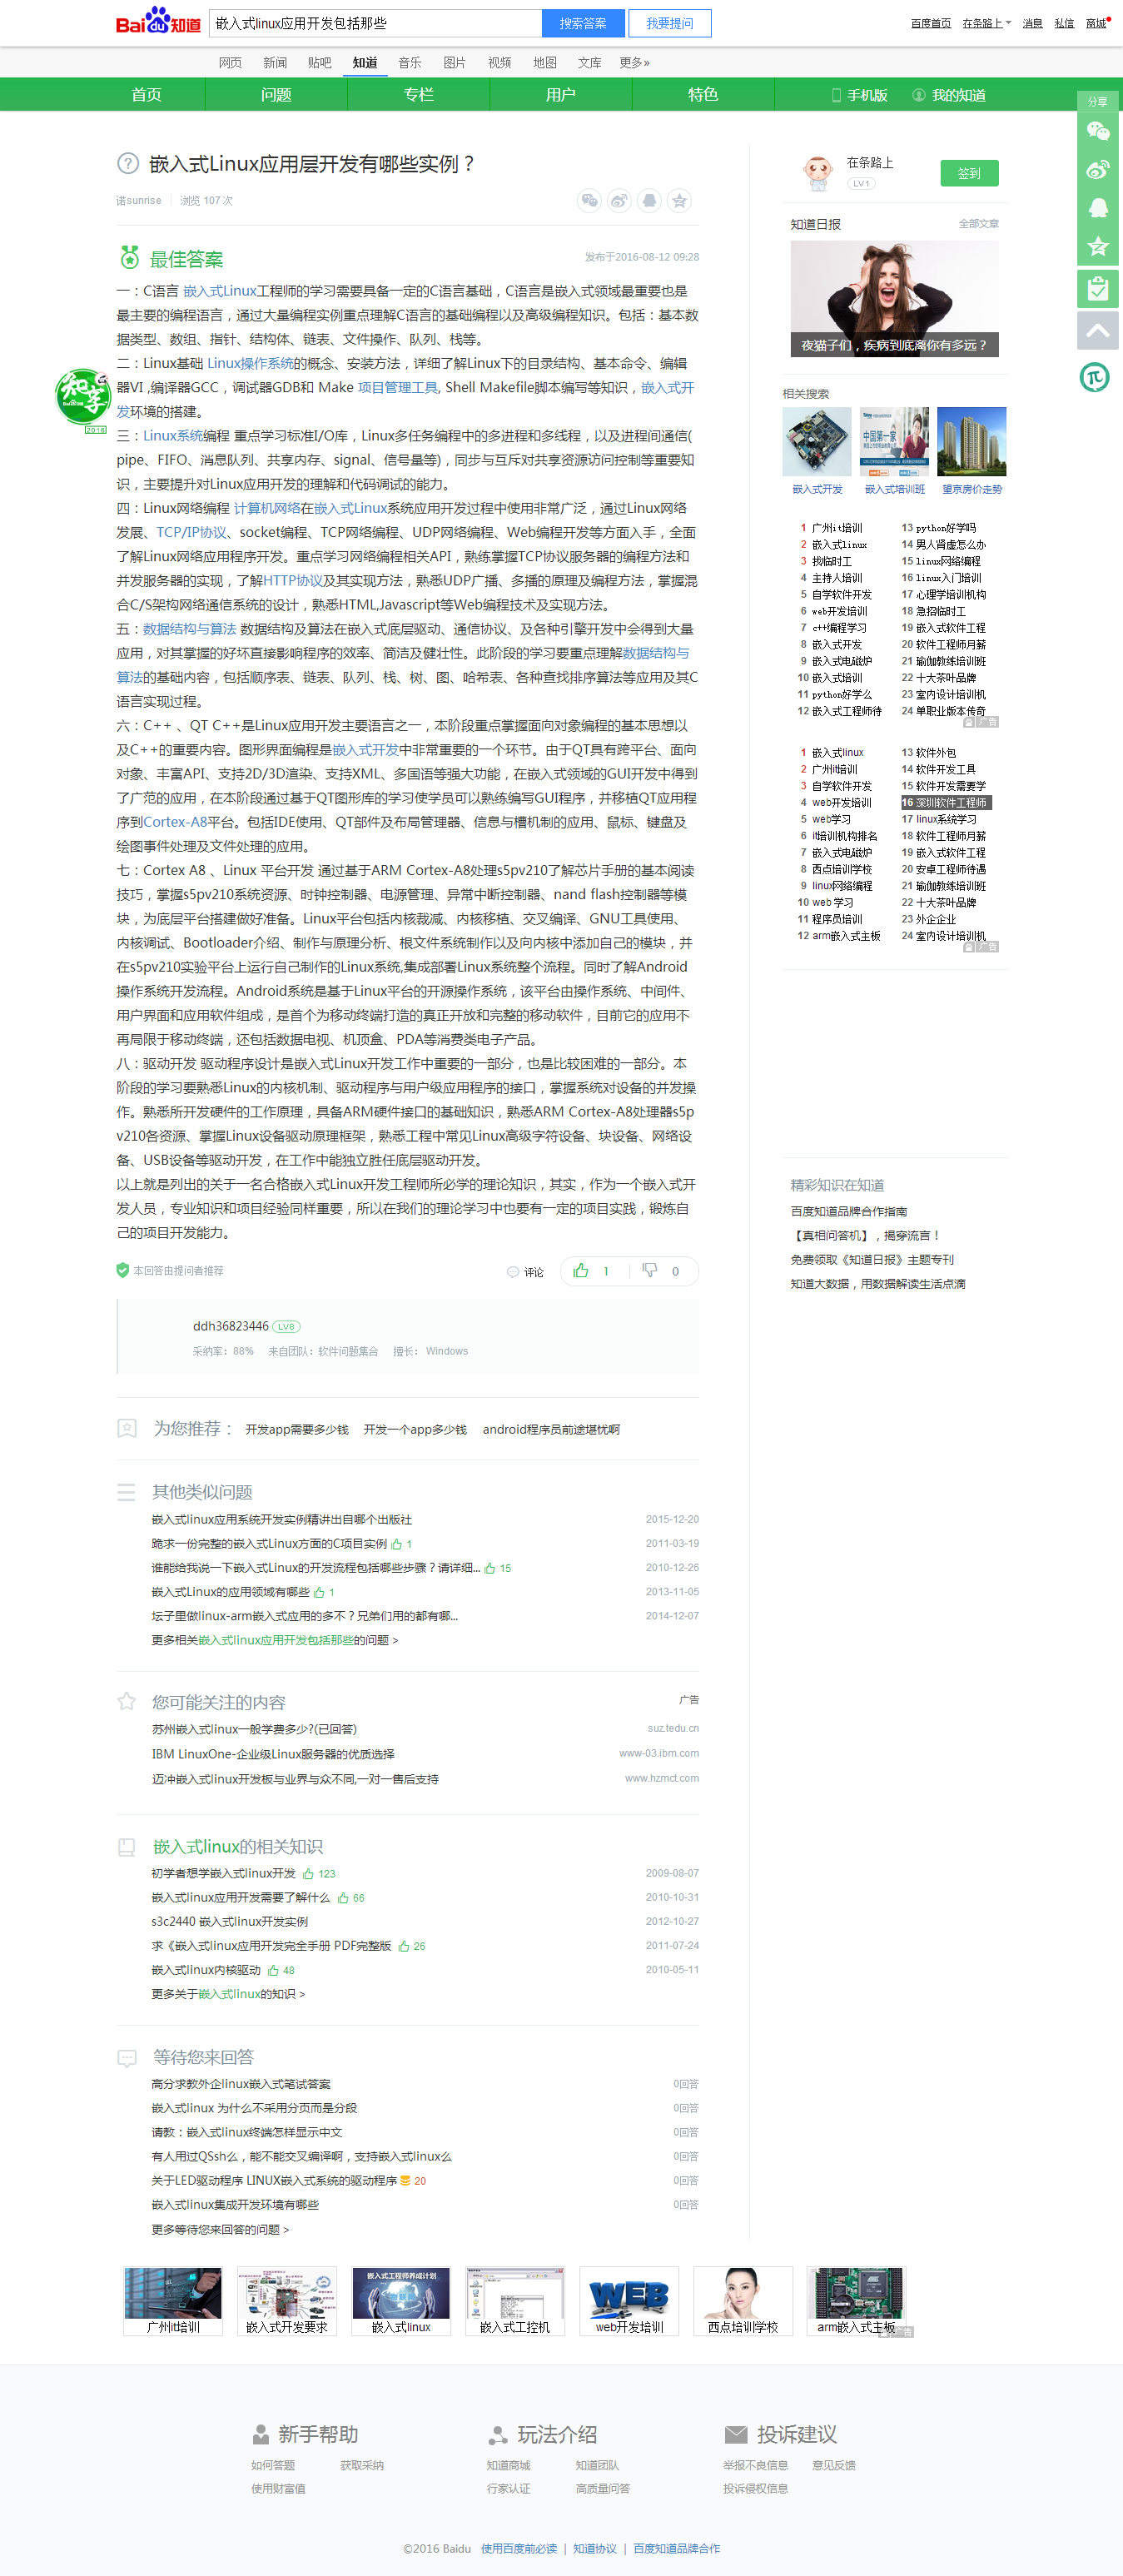 Bai du 知道
嵌入式linux应用开发包括那些
搜索答案
我要提问
百度首页 在条路上 消息 私信 商城
网页 新闻 贴吧 知道 音乐 图片 视频 地图 文库 更多»
首页 问题 专栏 用户 特色 手机版 我的知道
分享
嵌入式Linux应用层开发有哪些实例？
诺sunrise 浏览 107 次
最佳答案
发布于2016-08-12 09:28
一：C语言 嵌入式Linux工程师的学习需要具备一定的C语言基础，C语言是嵌入式领域最重要也是
最主要的编程语言，通过大量编程实例重点理解C语言的基础编程以及高级编程知识。包括：基本数
据类型、数组、指针、结构体、链表、文件操作、队列、栈等。
二：Linux基础 Linux操作系统的概念、安装方法，详细了解Linux下的目录结构、基本命令、编辑
器VI ,编译器GCC，调试器GDB和 Make 项目管理工具, Shell Makefile脚本编写等知识，嵌入式开
发环境的搭建。
三：Linux系统编程 重点学习标准I/O库，Linux多任务编程中的多进程和多线程，以及进程间通信(
pipe、FIFO、消息队列、共享内存、signal、信号量等)，同步与互斥对共享资源访问控制等重要知
识，主要提升对Linux应用开发的理解和代码调试的能力。
四：Linux网络编程 计算机网络在嵌入式Linux系统应用开发过程中使用非常广泛，通过Linux网络
发展、TCP/IP协议、socket编程、TCP网络编程、UDP网络编程、Web编程开发等方面入手，全面
了解Linux网络应用程序开发。重点学习网络编程相关API，熟练掌握TCP协议服务器的编程方法和
并发服务器的实现，了解HTTP协议及其实现方法，熟悉UDP广播、多播的原理及编程方法，掌握混
合C/S架构网络通信系统的设计，熟悉HTML,Javascript等Web编程技术及实现方法。
五：数据结构与算法 数据结构及算法在嵌入式底层驱动、通信协议、及各种引擎开发中会得到大量
应用，对其掌握的好坏直接影响程序的效率、简洁及健壮性。此阶段的学习要重点理解数据结构与
算法的基础内容，包括顺序表、链表、队列、栈、树、图、哈希表、各种查找排序算法等应用及其C
语言实现过程。
六：C++ 、QT C++是Linux应用开发主要语言之一，本阶段重点掌握面向对象编程的基本思想以
及C++的重要内容。图形界面编程是嵌入式开发中非常重要的一个环节。由于QT具有跨平台、面向
对象、丰富API、支持2D/3D渲染、支持XML、多国语等强大功能，在嵌入式领域的GUI开发中得到
了广范的应用，在本阶段通过基于QT图形库的学习使学员可以熟练编写GUI程序，并移植QT应用程
序到Cortex-A8平台。包括IDE使用、QT部件及布局管理器、信息与槽机制的应用、鼠标、键盘及
绘图事件处理及文件处理的应用。
七：Cortex A8 、Linux 平台开发 通过基于ARM Cortex-A8处理s5pv210了解芯片手册的基本阅读
技巧，掌握s5pv210系统资源、时钟控制器、电源管理、异常中断控制器、nand flash控制器等模
块，为底层平台搭建做好准备。Linux平台包括内核裁减、内核移植、交叉编译、GNU工具使用、
内核调试、Bootloader介绍、制作与原理分析、根文件系统制作以及向内核中添加自己的模块，并
在s5pv210实验平台上运行自己制作的Linux系统,集成部署Linux系统整个流程。同时了解Android
操作系统开发流程。Android系统是基于Linux平台的开源操作系统，该平台由操作系统、中间件、
用户界面和应用软件组成，是首个为移动终端打造的真正开放和完整的移动软件，目前它的应用不
再局限于移动终端，还包括数据电视、机顶盒、PDA等消费类电子产品。
八：驱动开发 驱动程序设计是嵌入式Linux开发工作中重要的一部分，也是比较困难的一部分。本
阶段的学习要熟悉Linux的内核机制、驱动程序与用户级应用程序的接口，掌握系统对设备的并发操
作。熟悉所开发硬件的工作原理，具备ARM硬件接口的基础知识，熟悉ARM Cortex-A8处理器s5p
v210各资源、掌握Linux设备驱动原理框架，熟悉工程中常见Linux高级字符设备、块设备、网络设
备、USB设备等驱动开发，在工作中能独立胜任底层驱动开发。
以上就是列出的关于一名合格嵌入式Linux开发工程师所必学的理论知识，其实，作为一个嵌入式开
发人员，专业知识和项目经验同样重要，所以在我们的理论学习中也要有一定的项目实践，锻炼自
己的项目开发能力。
本回答由提问者推荐
评论 1 0
ddh36823446 LV8
采纳率：88% 来自团队：软件问题集合 擅长： Windows
为您推荐： 开发app需要多少钱 开发一个app多少钱 android程序员前途堪忧啊
其他类似问题
嵌入式linux应用系统开发实例精讲出自哪个出版社 2015-12-20
跪求一份完整的嵌入式Linux方面的C项目实例 1 2011-03-19
谁能给我说一下嵌入式Linux的开发流程包括哪些步骤？请详细... 15 2010-12-26
嵌入式Linux的应用领域有哪些 1 2013-11-05
坛子里做linux-arm嵌入式应用的多不？兄弟们用的都有哪... 2014-12-07
更多相关嵌入式linux应用开发包括那些的问题 >
您可能关注的内容 广告
苏州嵌入式linux一般学费多少?(已回答) suz.tedu.cn
IBM LinuxOne-企业级Linux服务器的优质选择 www-03.ibm.com
迈冲嵌入式linux开发板与业界与众不同,一对一售后支持 www.hzmct.com
嵌入式linux的相关知识
初学者想学嵌入式linux开发 123 2009-08-07
嵌入式linux应用开发需要了解什么 66 2010-10-31
s3c2440 嵌入式linux开发实例 2012-10-27
求《嵌入式linux应用开发完全手册 PDF完整版 26 2011-07-24
嵌入式linux内核驱动 48 2010-05-11
更多关于嵌入式linux的知识 >
等待您来回答
高分求教外企linux嵌入式笔试答案 0回答
嵌入式linux 为什么不采用分页而是分段 0回答
请教：嵌入式linux终端怎样显示中文 0回答
有人用过QSsh么，能不能交叉编译啊，支持嵌入式linux么 0回答
关于LED驱动程序 LINUX嵌入式系统的驱动程序 20 0回答
嵌入式linux集成开发环境有哪些 0回答
更多等待您来回答的问题 >
在条路上
LV1
签到
知道日报 全部文章
夜猫子们，疾病到底离你有多远？
相关搜索
中国第一家
嵌入式开发 嵌入式培训班 望京房价走势
1 广州it培训 13 python好学吗
2 嵌入式linux 14 男人肾虚怎么办
3 找临时工 15 linux网络编程
4 主持人培训 16 linux入门培训
5 自学软件开发 17 心理学培训机构
6 web开发培训 18 急招临时工
7 c++编程学习 19 嵌入式软件工程
8 嵌入式开发 20 软件工程师月薪
9 嵌入式电磁炉 21 瑜伽教练培训班
10 嵌入式培训 22 十大茶叶品牌
11 python好学么 23 室内设计培训机
12 嵌入式工程师待 24 单职业版本传奇
广告
1 嵌入式linux 13 软件外包
2 广州it培训 14 软件开发工具
3 自学软件开发 15 软件开发需要学
4 web开发培训 16 深圳软件工程师
5 web学习 17 linux系统学习
6 it培训机构排名 18 软件工程师月薪
7 嵌入式电磁炉 19 嵌入式软件工程
8 西点培训学校 20 安卓工程师待遇
9 linux网络编程 21 瑜伽教练培训班
10 web 学习 22 十大茶叶品牌
11 程序员培训 23 外企企业
12 arm嵌入式主板 24 室内设计培训机
广告
精彩知识在知道
百度知道品牌合作指南
【真相问答机】，揭穿流言！
免费领取《知道日报》主题专刊
知道大数据，用数据解读生活点滴
知享
2016
嵌入式工程师养成计划
WEB
广州it培训 嵌入式开发要求 嵌入式linux 嵌入式工控机 web开发培训 西点培训学校 arm嵌入式主板
广告
新手帮助 玩法介绍 投诉建议
如何答题 获取采纳 知道商城 知道团队 举报不良信息 意见反馈
使用财富值 行家认证 高质量问答 投诉侵权信息
©2016 Baidu 使用百度前必读 | 知道协议 | 百度知道品牌合作